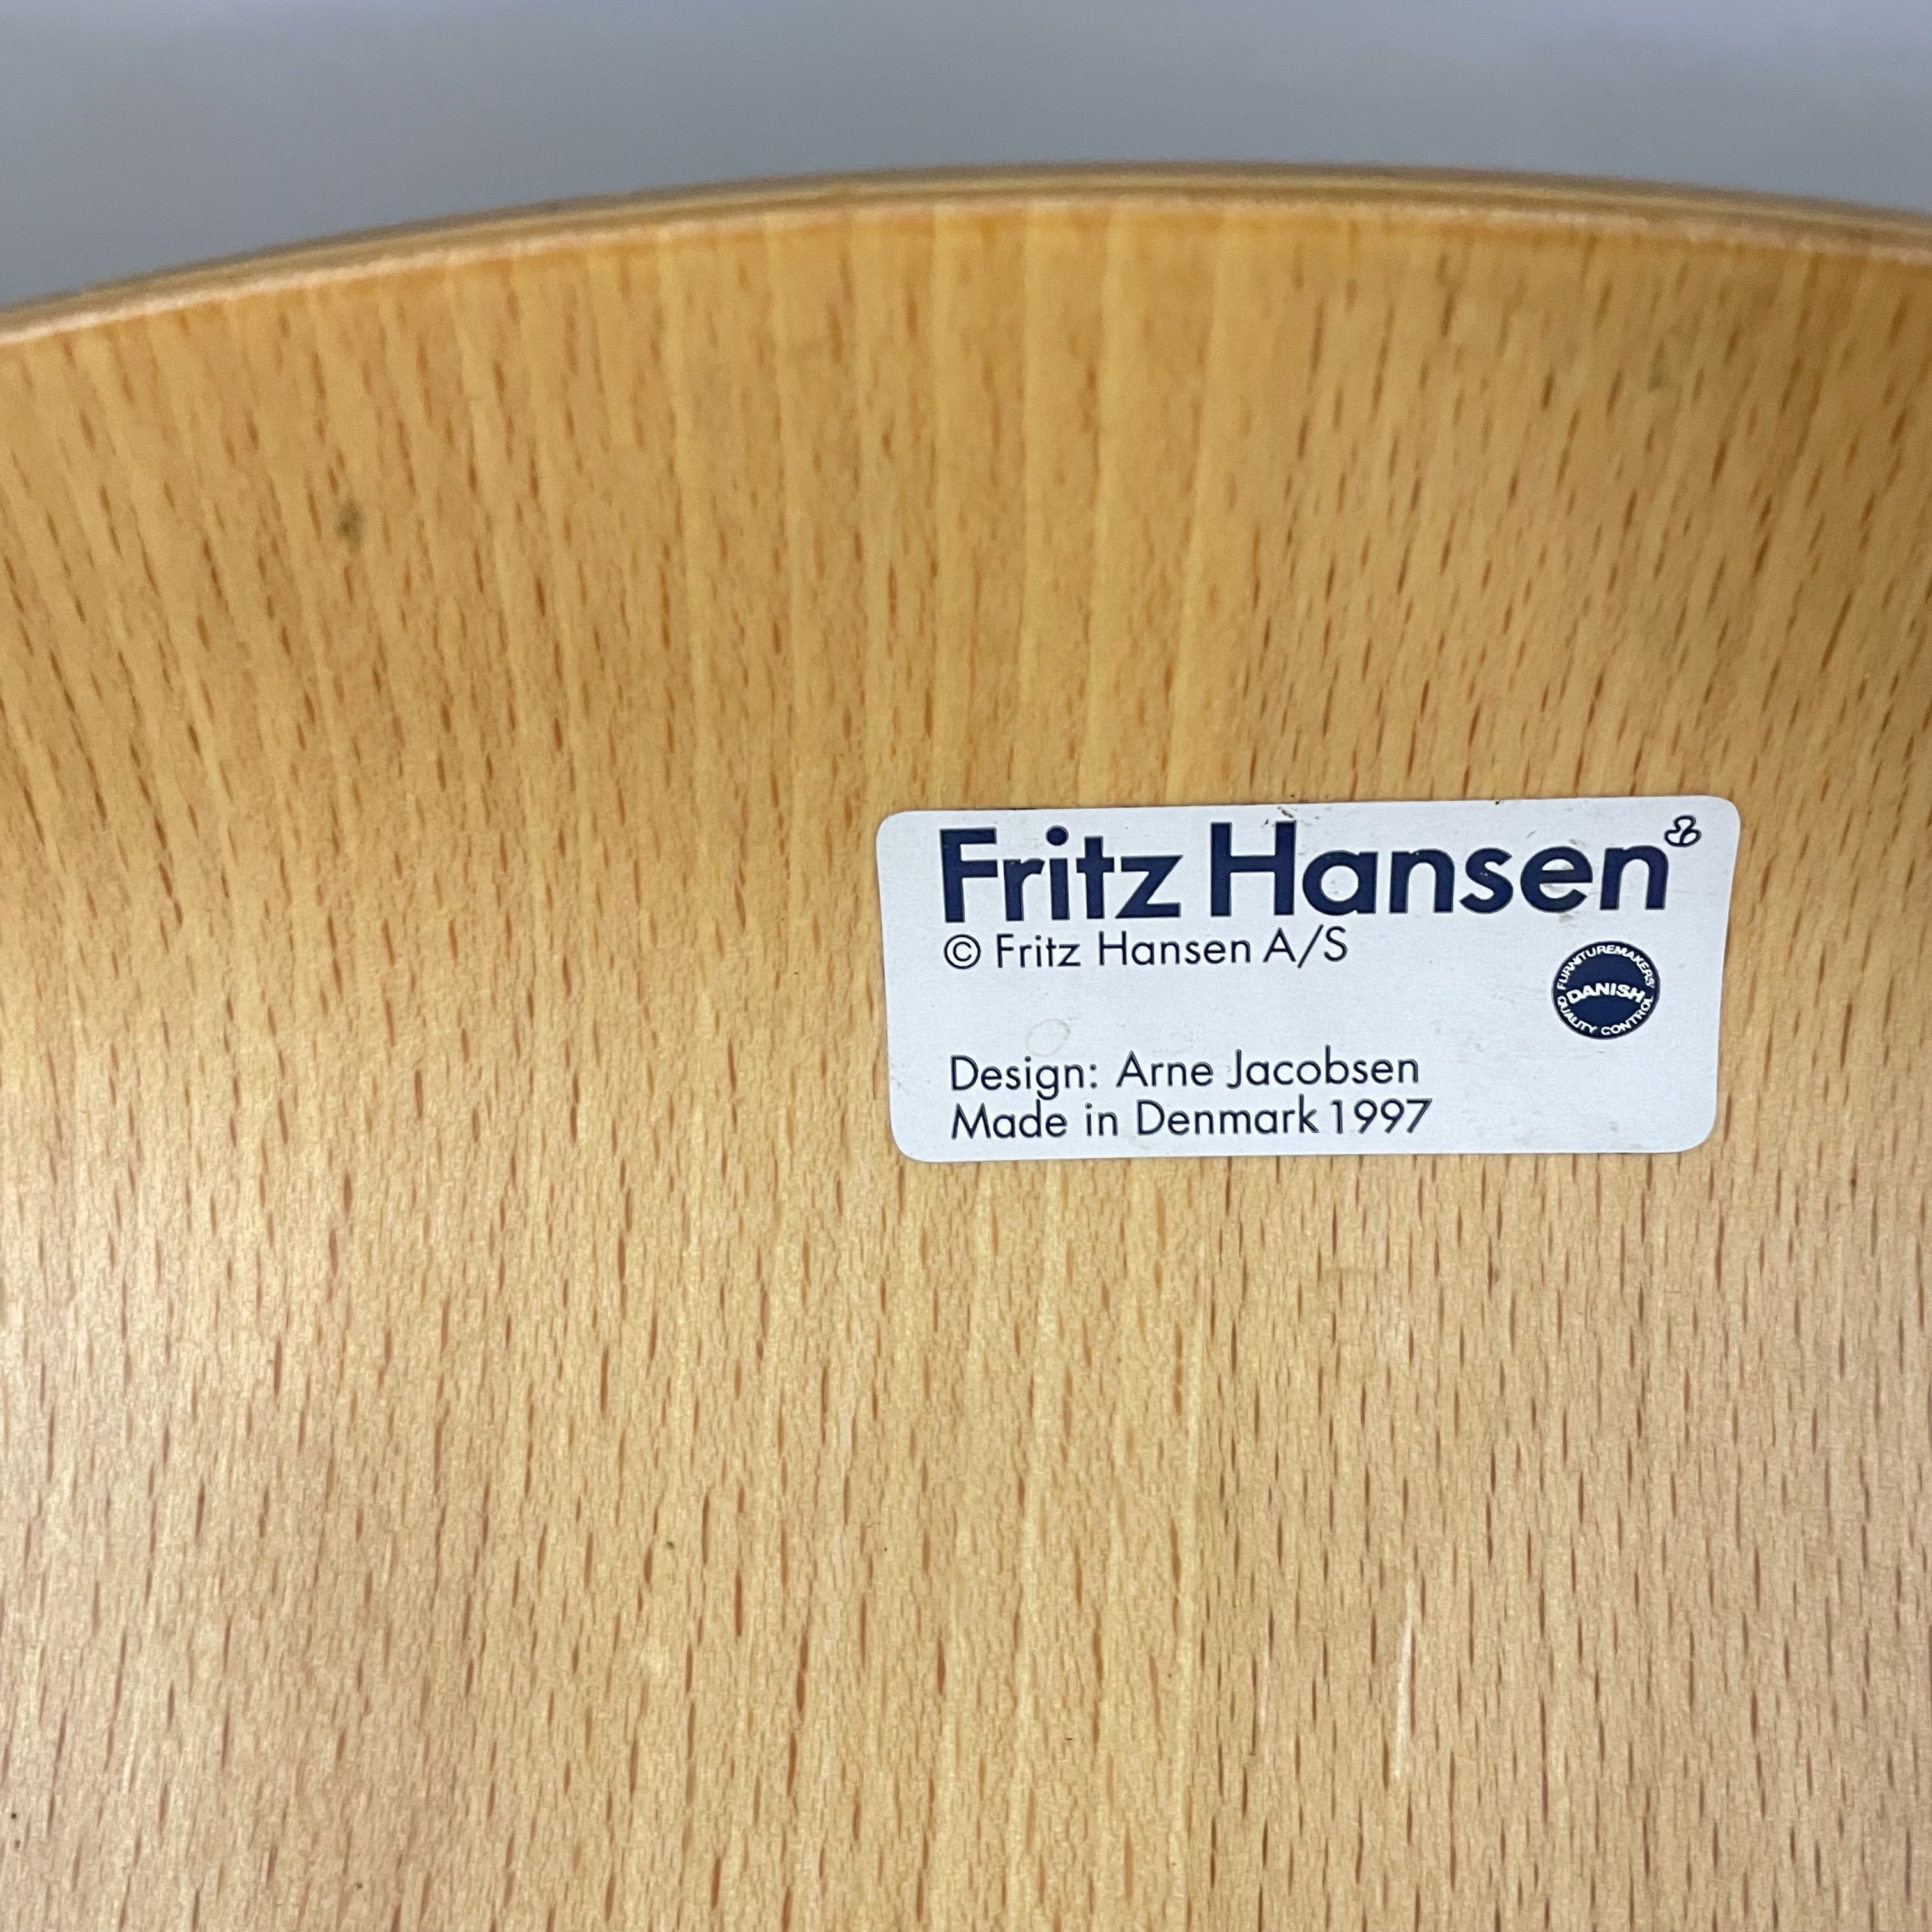 Fritz Hansen
© Fritz Hansen A/S
FURNITUREMAKERS'
DANISH
QUALITY CONTROL
Design: Arne Jacobsen
Made in Denmark 1997